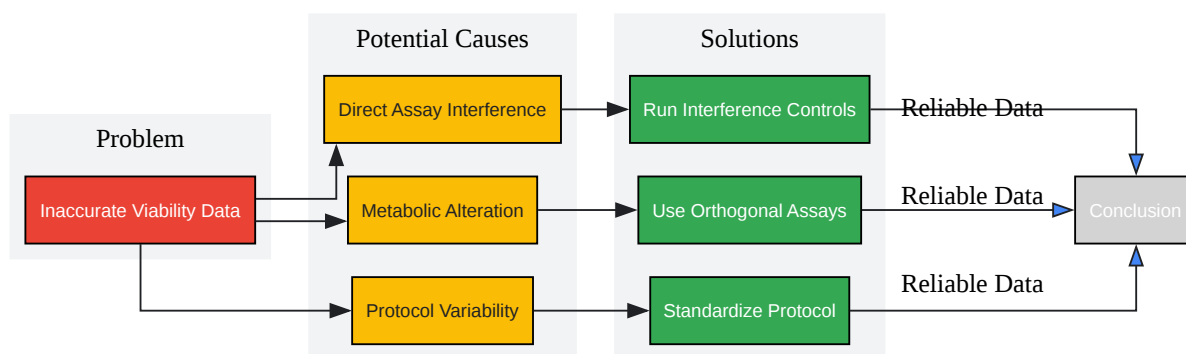 Problem
Inaccurate Viability Data
Potential Causes
Direct Assay Interference
Metabolic Alteration
Protocol Variability
Solutions
Run Interference Controls
Use Orthogonal Assays
Standardize Protocol
Reliable Data
Reliable Data
Reliable Data
Conclusion